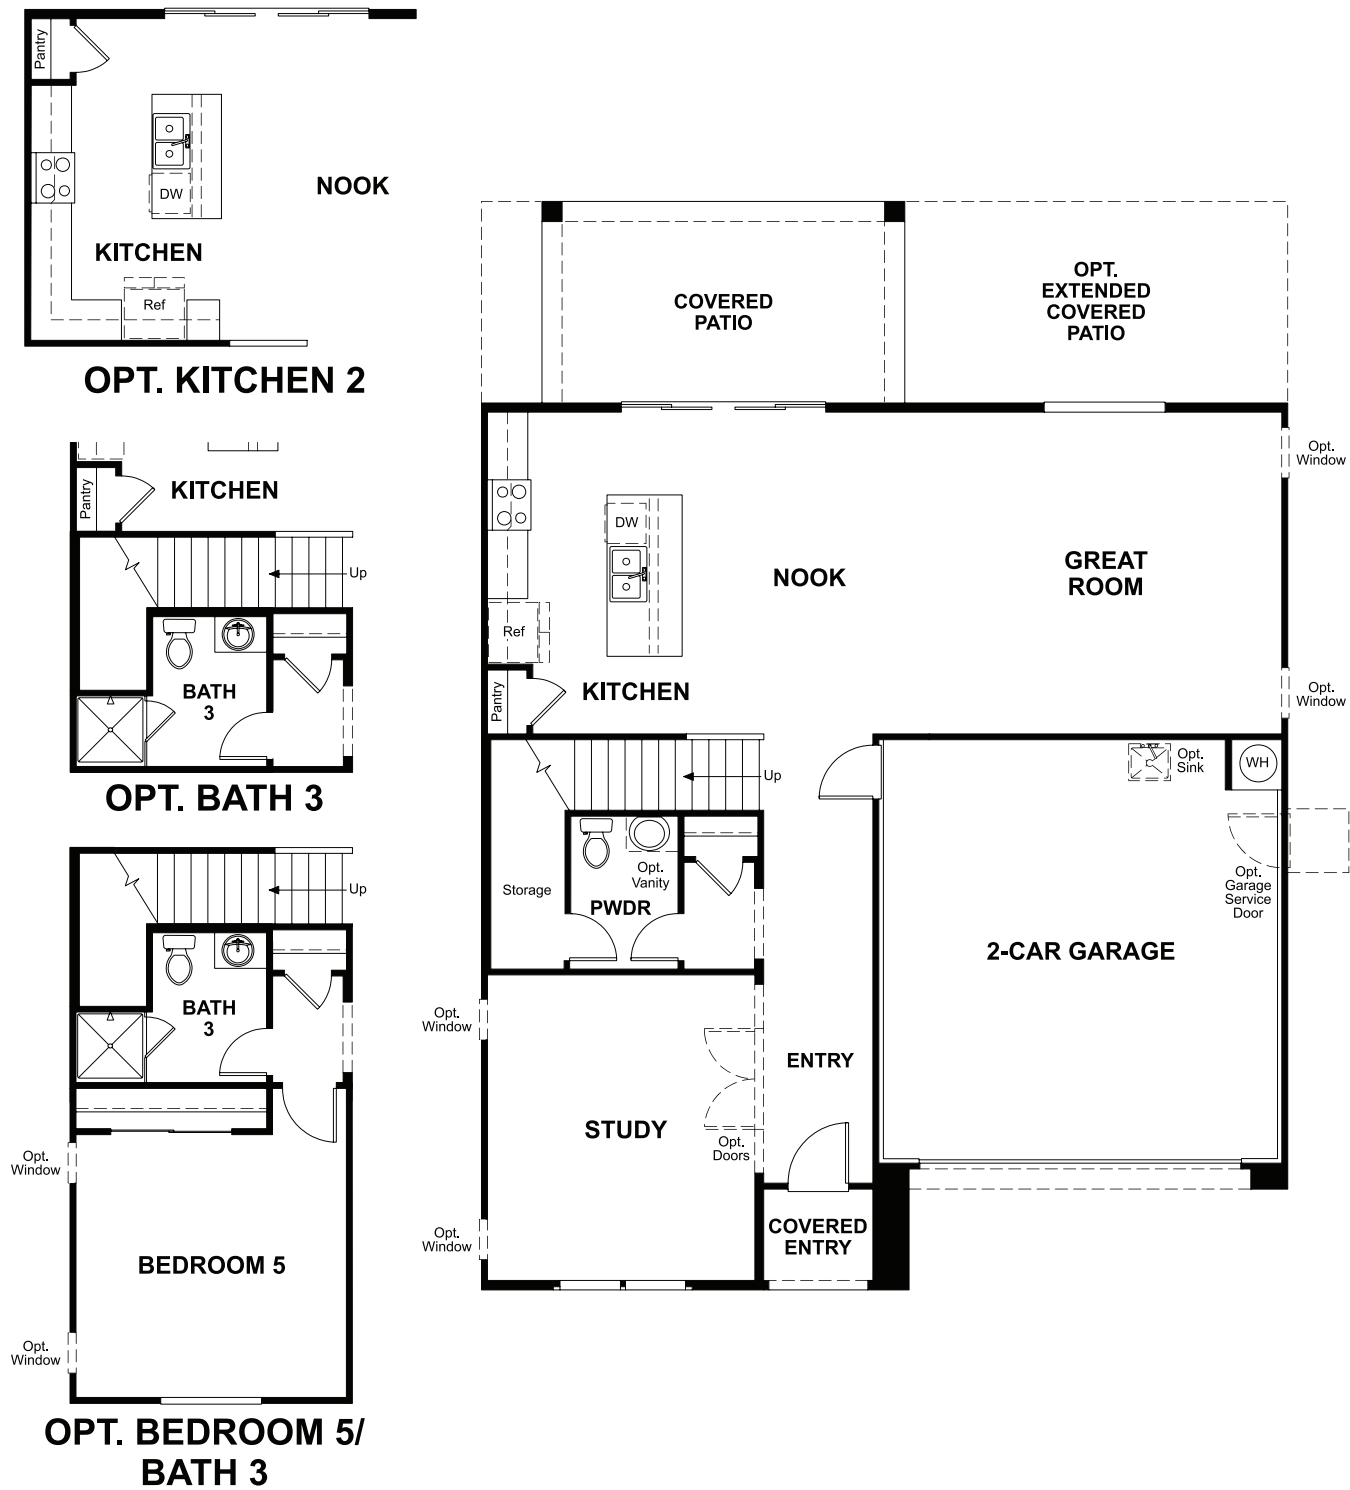 Pantry
DW
NOOK
KITCHEN
Ref
OPT. KITCHEN 2
Pantry
KITCHEN
Up
BATH
3
OPT. BATH 3
Up
BATH
3
Opt.
Window
BEDROOM 5
Opt.
Window
OPT. BEDROOM 5/
BATH 3
COVERED
PATIO
OPT.
EXTENDED
COVERED
PATIO
Opt.
Window
DW
NOOK
GREAT
ROOM
Ref
Pantry
KITCHEN
Opt.
Window
Up
Opt.
Sink
WH
Storage
Opt.
Vanity
PWDR
Opt.
Garage
Service
Door
2-CAR GARAGE
Opt.
Window
ENTRY
STUDY
Opt.
Doors
Opt.
Window
COVERED
ENTRY